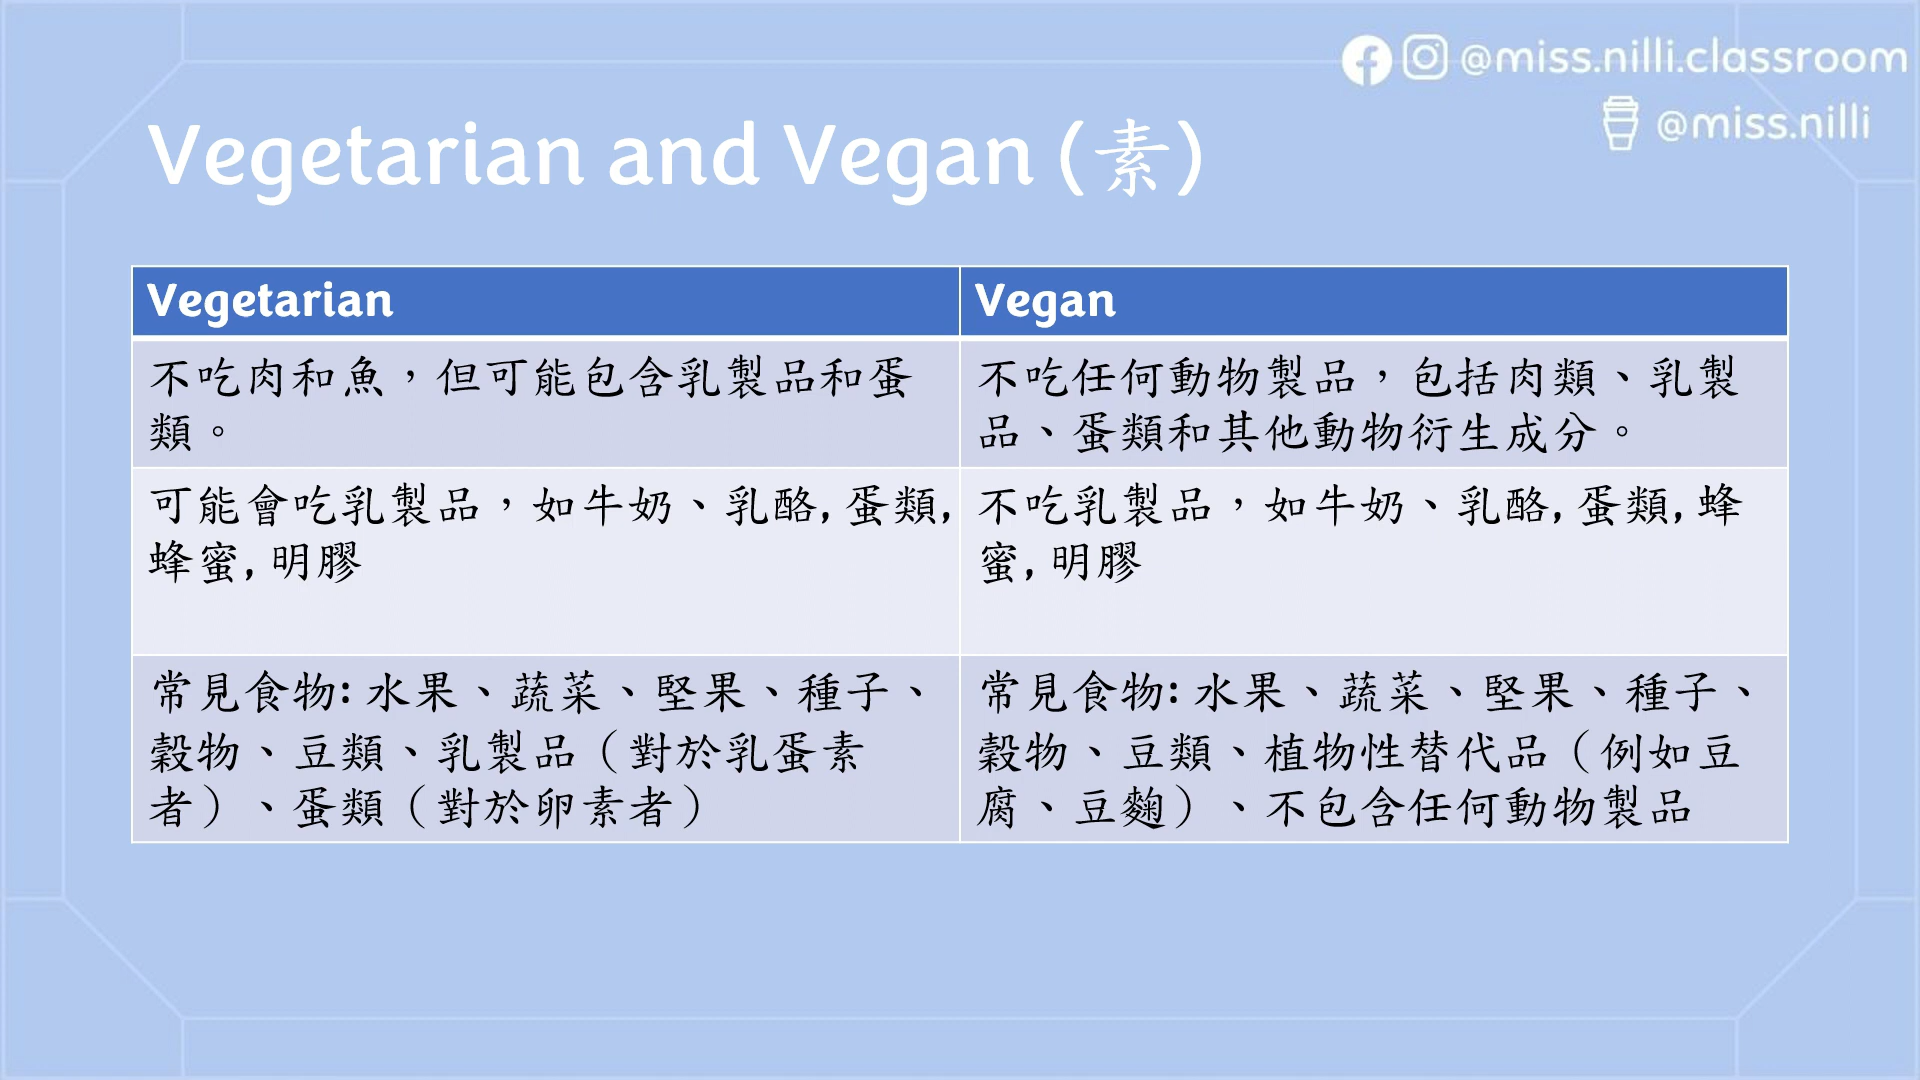 @miss.nilli.classroom
@miss.nilli
Vegetarian and Vegan (素)
Vegetarian
Vegan
不吃肉和魚，但可能包含乳製品和蛋
類。
不吃任何動物製品，包括肉類、乳製
品、蛋類和其他動物衍生成分。
可能會吃乳製品，如牛奶、乳酪, 蛋類,
蜂蜜, 明膠
不吃乳製品，如牛奶、乳酪, 蛋類, 蜂
蜜, 明膠
常見食物: 水果、蔬菜、堅果、種子、
穀物、豆類、乳製品（對於乳蛋素
者）、蛋類（對於卵素者）
常見食物: 水果、蔬菜、堅果、種子、
穀物、豆類、植物性替代品（例如豆
腐、豆麴）、不包含任何動物製品